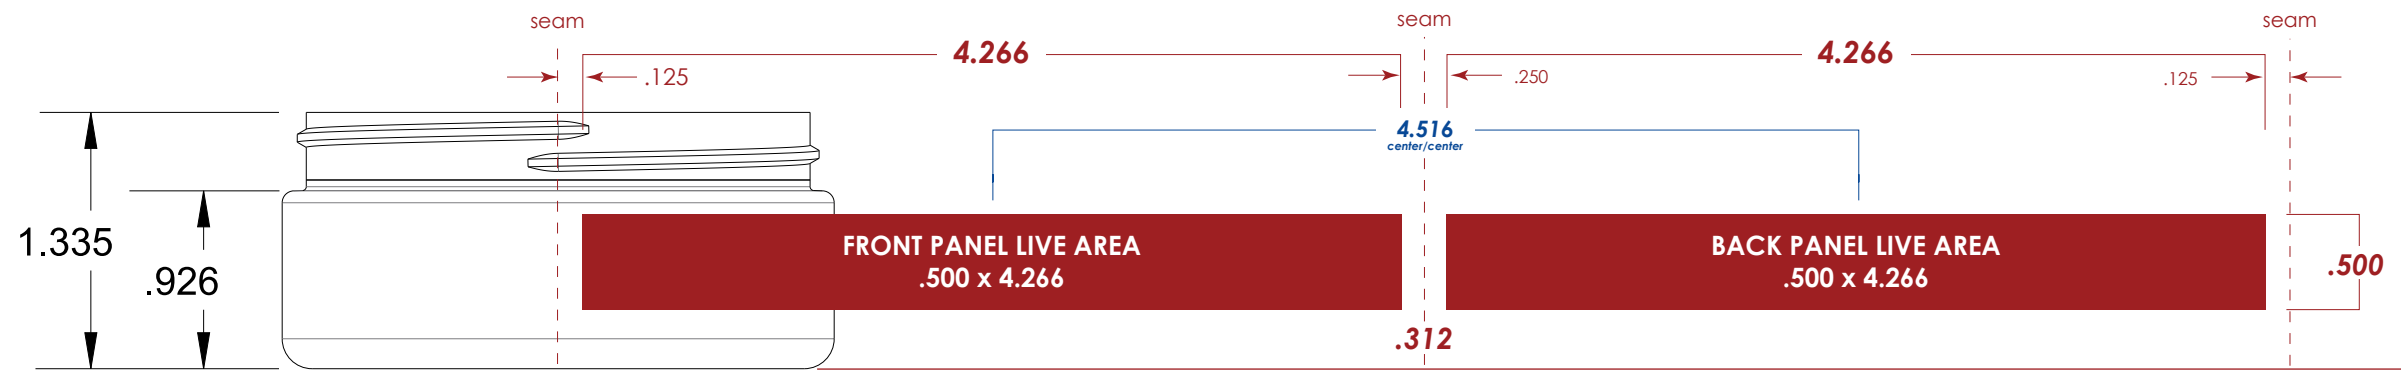 seam
seam
seam
4.266
4.266
.125
.250
.125
4.516
center/center
1.335
.926
FRONT PANEL LIVE AREA
.500 x 4.266
BACK PANEL LIVE AREA
.500 x 4.266
.500
.312